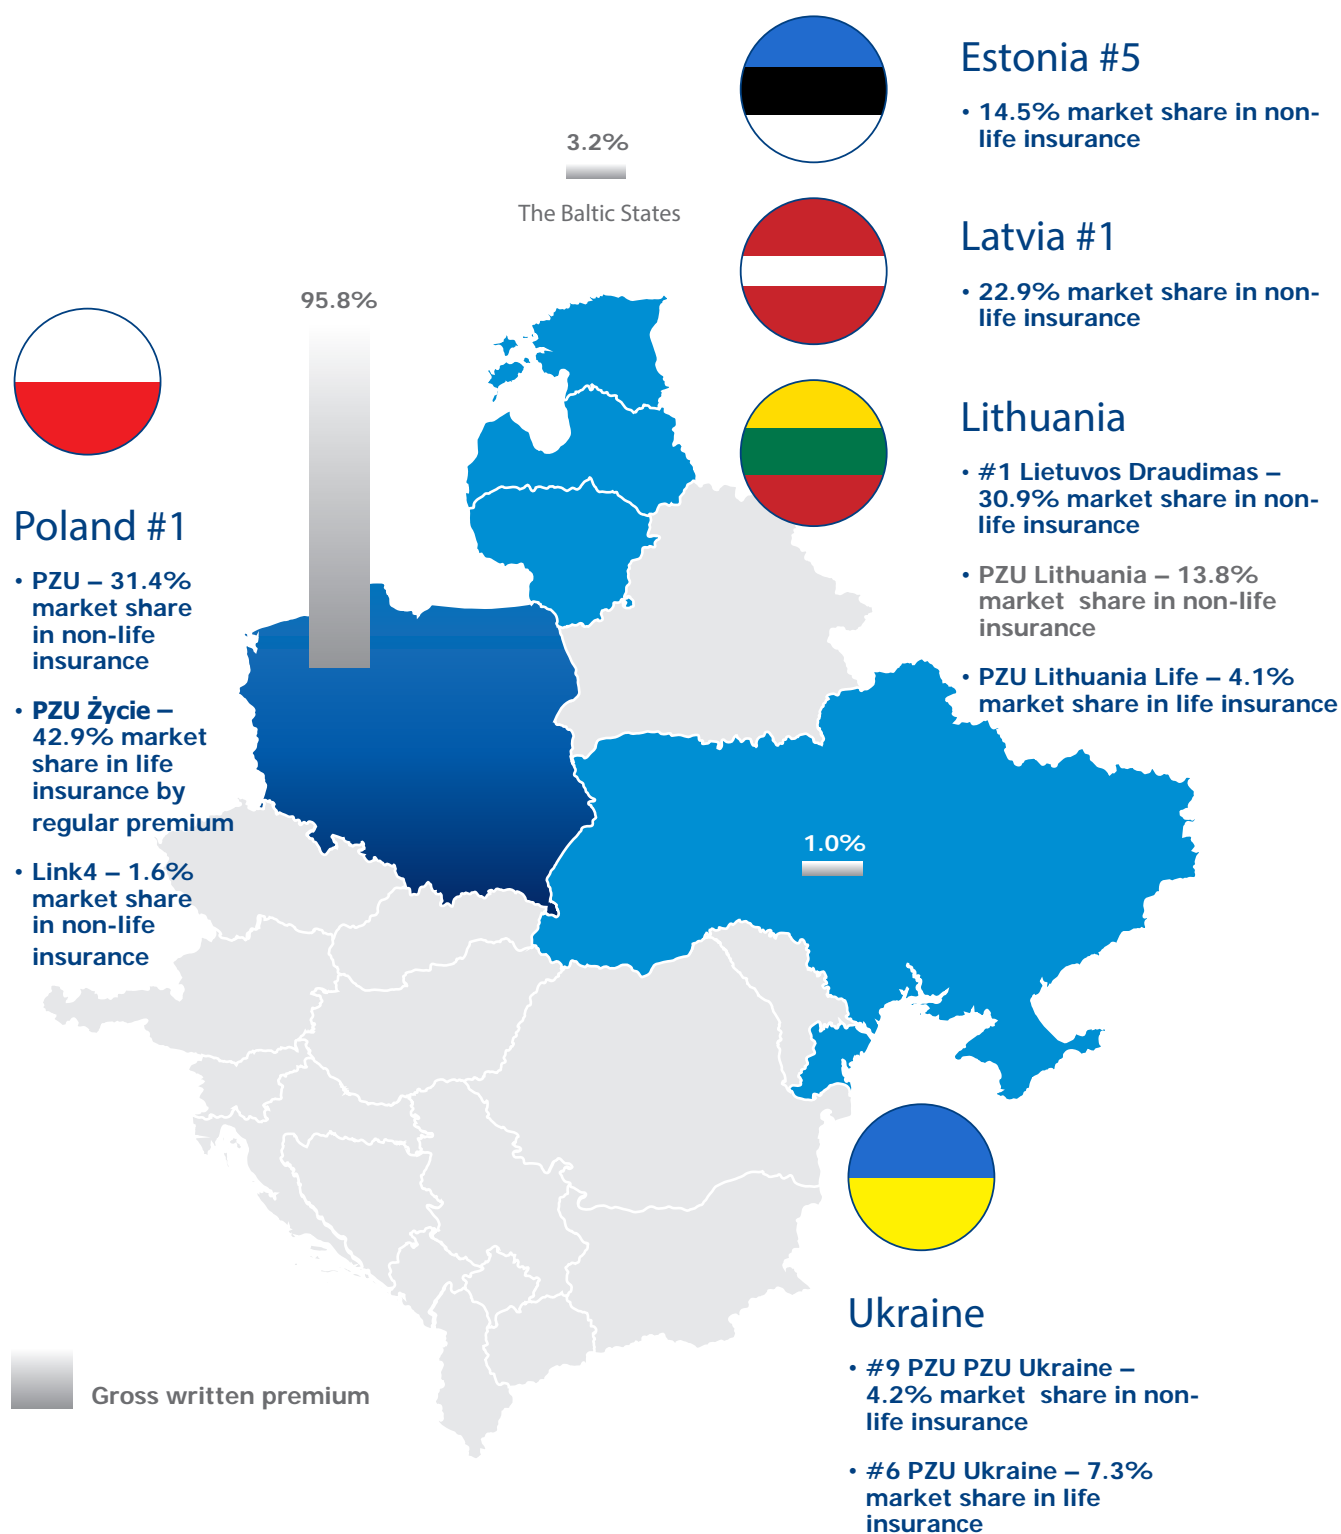 Estonia #5
• 14.5% market share in non-
life insurance
3.2%
The Baltic States
Latvia #1
• 22.9% market share in non-
life insurance
95.8%
Lithuania
• #1 Lietuvos Draudimas –
30.9% market share in non-
life insurance
• PZU Lithuania – 13.8%
market share in non-life
insurance
• PZU Lithuania Life – 4.1%
market share in life insurance
Poland #1
• PZU – 31.4%
market share
in non-life
insurance
• PZU Życie –
42.9% market
share in life
insurance by
regular premium
• Link4 – 1.6%
market share
in non-life
insurance
1.0%
Ukraine
• #9 PZU PZU Ukraine –
4.2% market share in non-
life insurance
• #6 PZU Ukraine – 7.3%
market share in life
insurance
Gross written premium